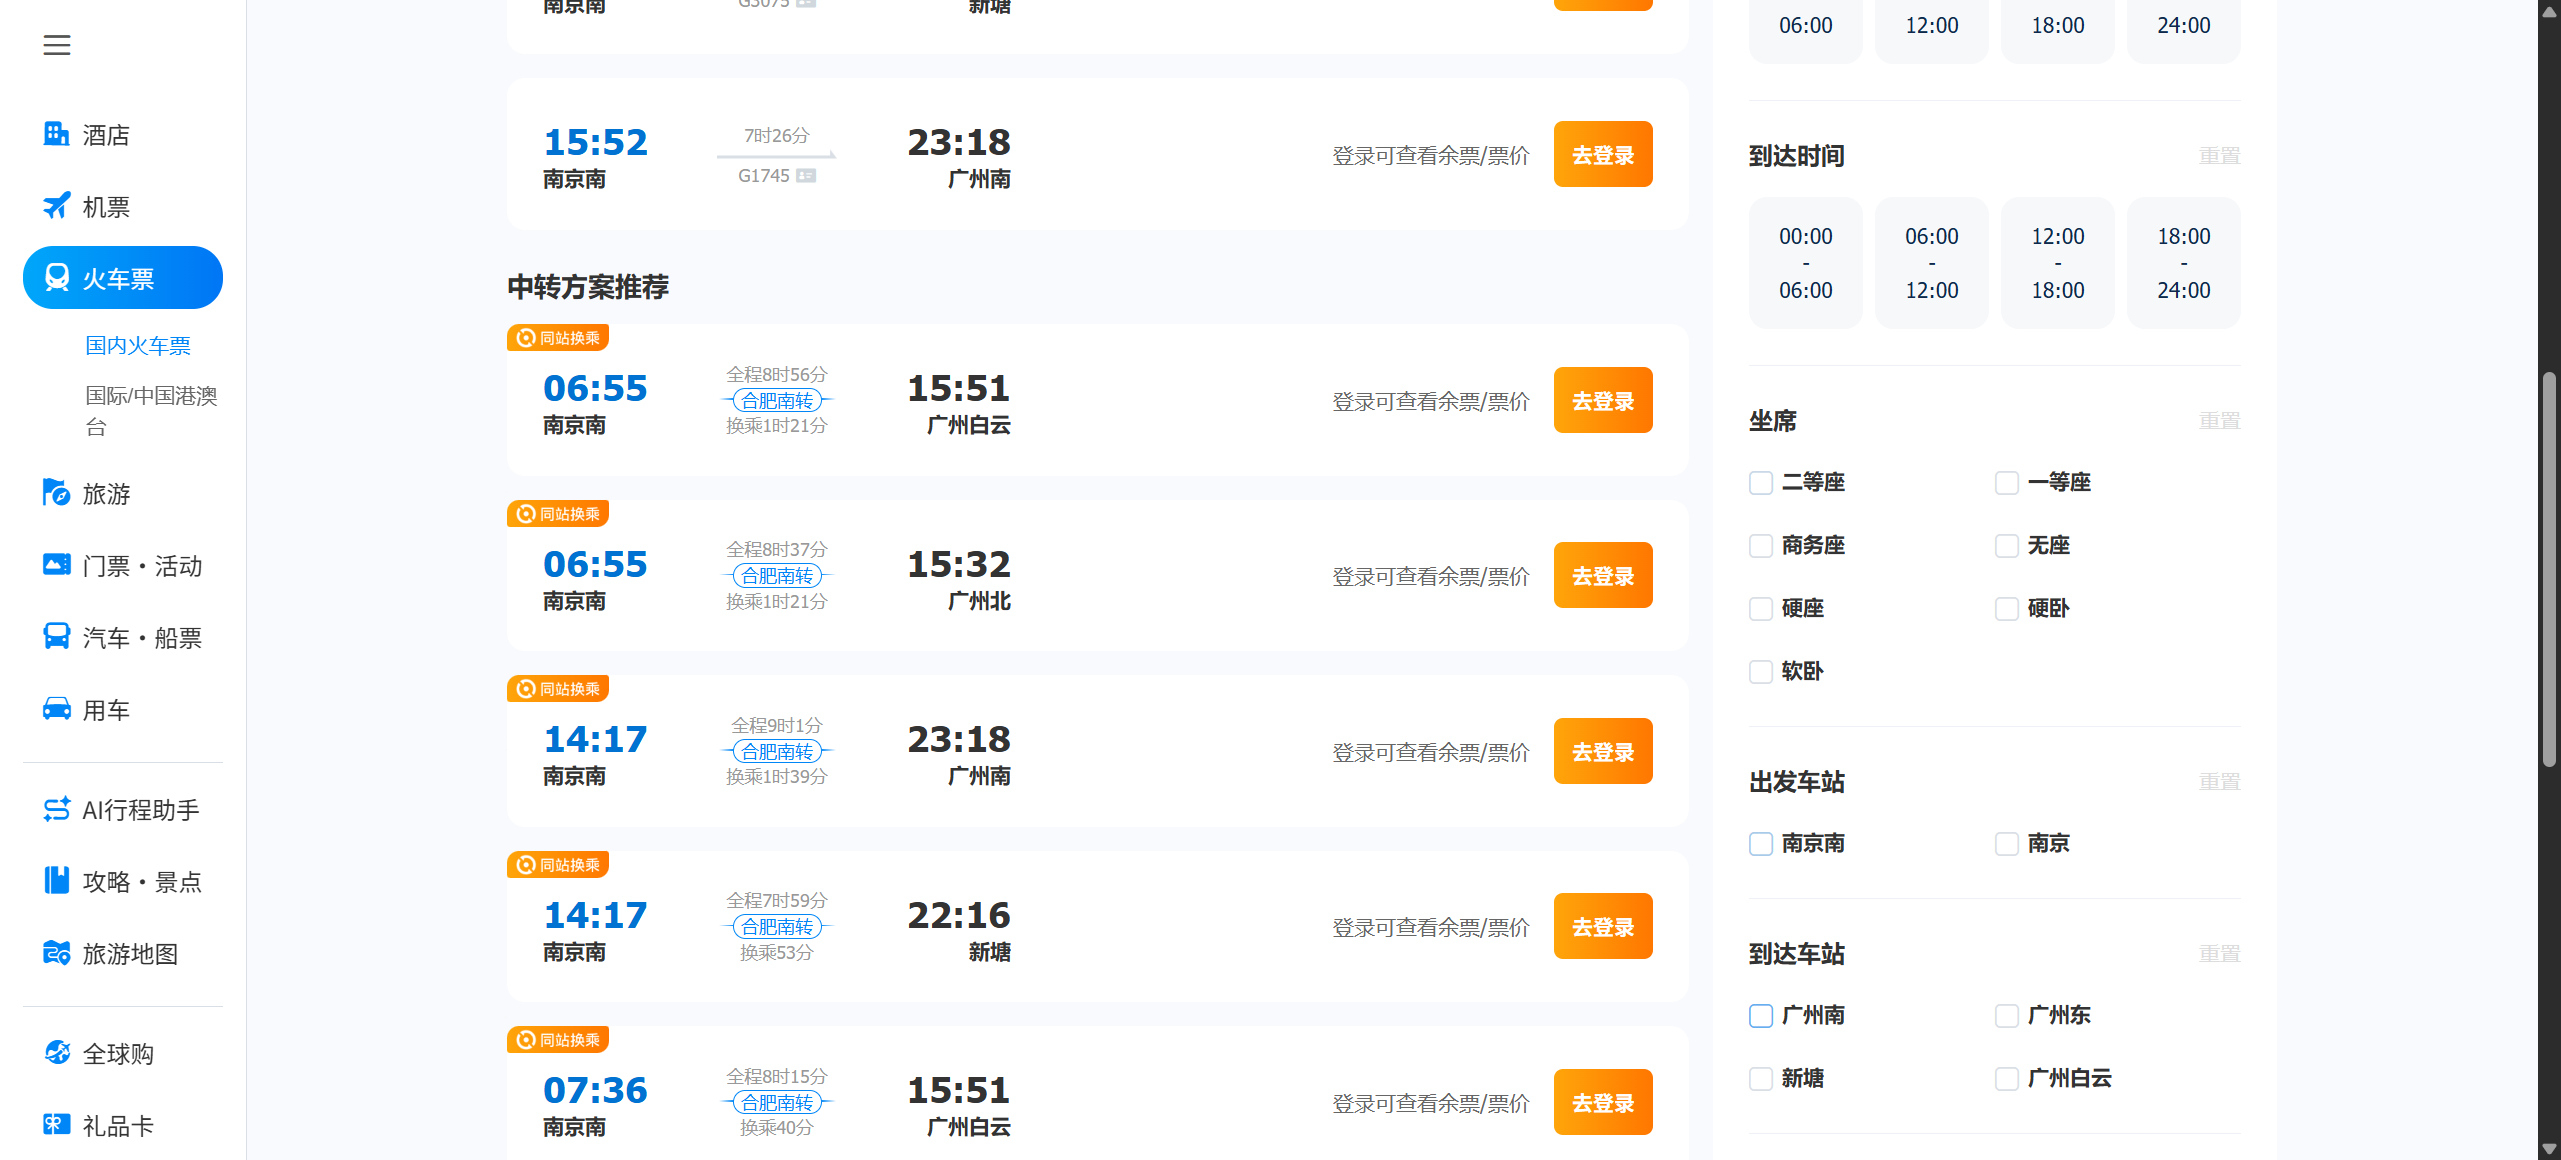 酒店
机票
火车票
国内火车票
国际/中国港澳
台
旅游
门票·活动
汽车·船票
用车
AI行程助手
攻略·景点
旅游地图
全球购
礼品卡
南京南
G3075
新塘
15:52
南京南
7时26分
G1745
23:18
广州南
登录可查看余票/票价
去登录
中转方案推荐
同站换乘
06:55
南京南
全程8时56分
合肥南转
换乘1时21分
15:51
广州白云
登录可查看余票/票价
去登录
同站换乘
06:55
南京南
全程8时37分
合肥南转
换乘1时21分
15:32
广州北
登录可查看余票/票价
去登录
同站换乘
14:17
南京南
全程9时1分
合肥南转
换乘1时39分
23:18
广州南
登录可查看余票/票价
去登录
同站换乘
14:17
南京南
全程7时59分
合肥南转
换乘53分
22:16
新塘
登录可查看余票/票价
去登录
同站换乘
07:36
南京南
全程8时15分
合肥南转
换乘40分
15:51
广州白云
登录可查看余票/票价
去登录
06:00
12:00
18:00
24:00
到达时间
重置
00:00
-
06:00
06:00
-
12:00
12:00
-
18:00
18:00
-
24:00
坐席
重置
二等座
一等座
商务座
无座
硬座
硬卧
软卧
出发车站
重置
南京南
南京
到达车站
重置
广州南
广州东
新塘
广州白云